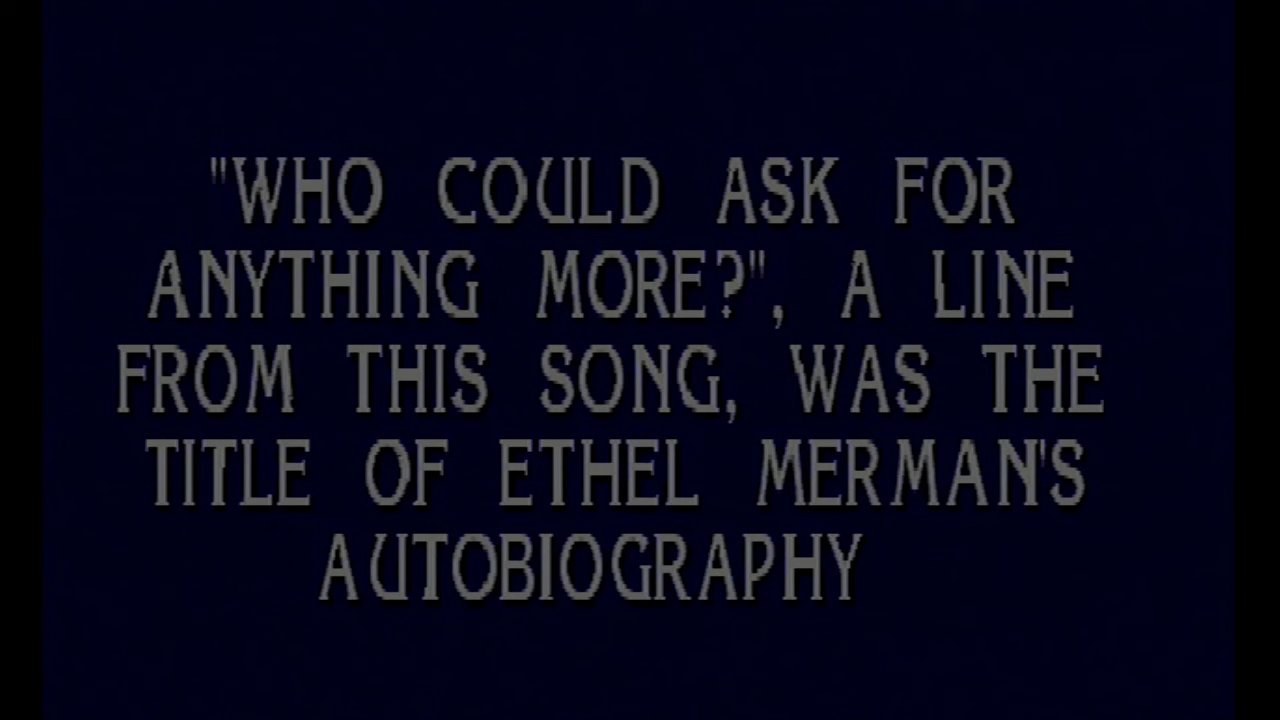 "WHO COULD ASK FOR
ANYTHING MORE?", A LINE
FROM THIS SONG, WAS THE
TITLE OF ETHEL MERMAN'S
AUTOBIOGRAPHY